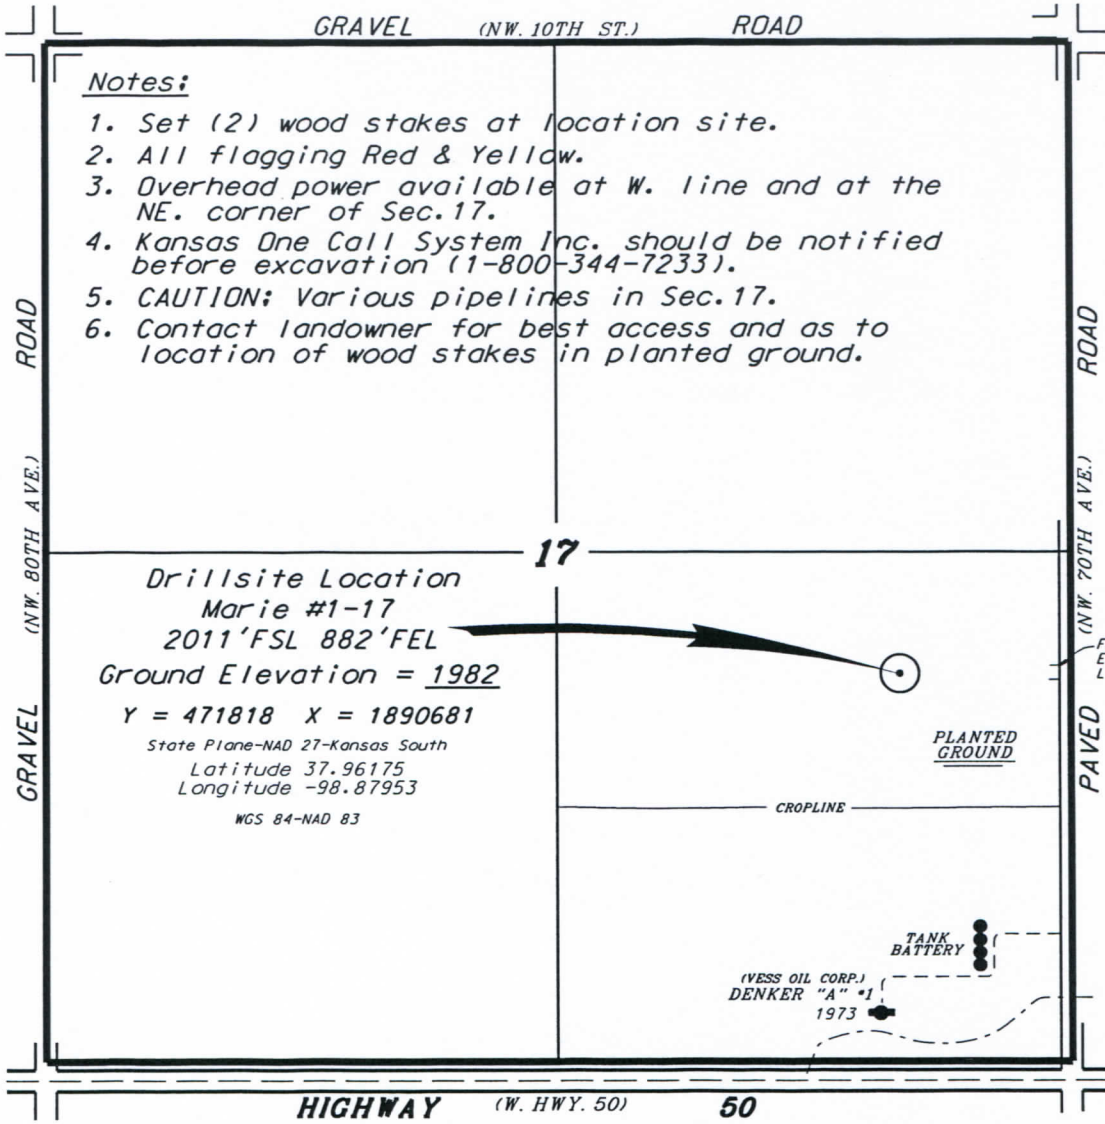 GRAVEL (NW. 10TH ST.) ROAD
Notes:
1. Set (2) wood stakes at location site.
2. All flagging Red & Yellow.
3. Overhead power available at W. line and at the
NE. corner of Sec.17.
4. Kansas One Call System Inc. should be notified
before excavation (1-800-344-7233).
5. CAUTION: Various pipelines in Sec.17.
6. Contact landowner for best access and as to
location of wood stakes in planted ground.
GRAVEL (NW. 80TH AVE.) ROAD
PAVED (NW. 70TH AVE.) ROAD
17
Drillsite Location
Marie #1-17
2011'FSL 882'FEL
Ground Elevation = 1982
Y = 471818 X = 1890681
State Plane-NAD 27-Kansas South
Latitude 37.96175
Longitude -98.87953
WGS 84-NAD 83
PLANTED
GROUND
CROPLINE
TANK
BATTERY
(VESS OIL CORP.)
DENKER "A" #1
1973
HIGHWAY (W. HWY. 50) 50